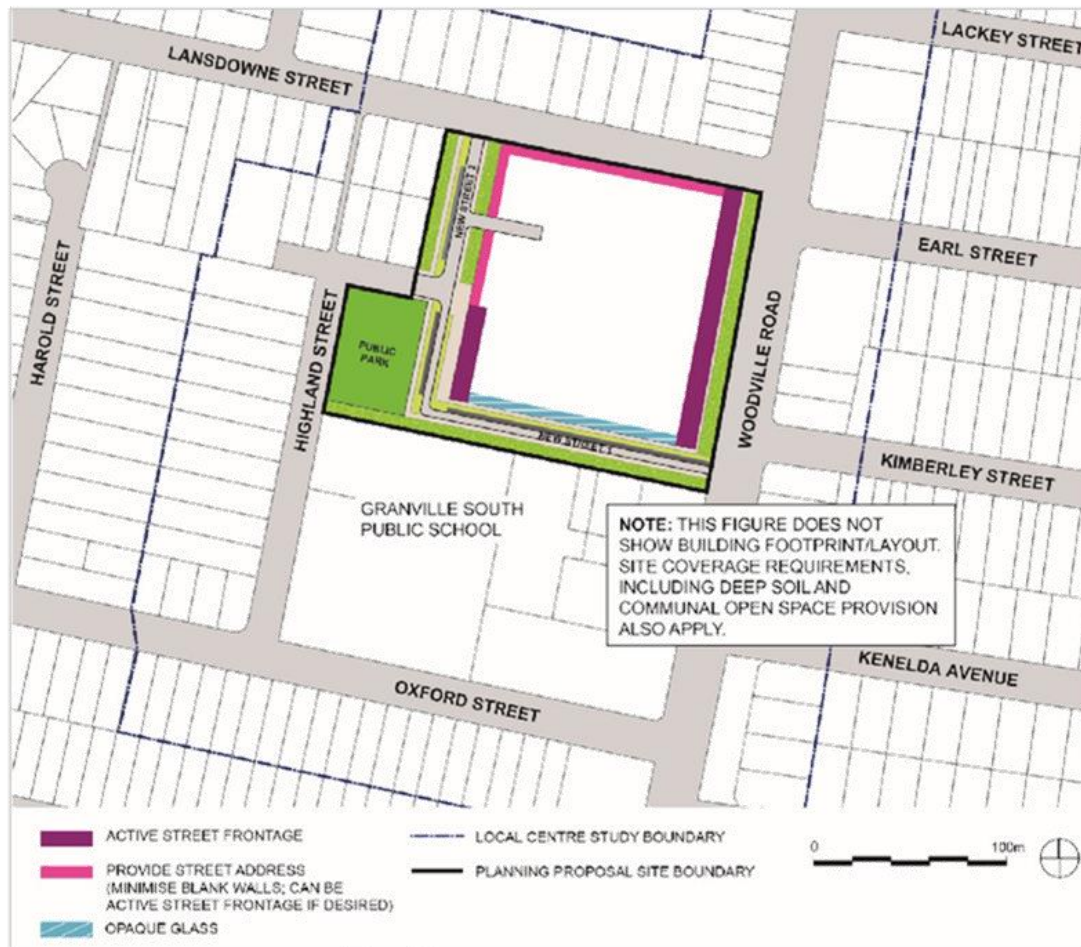 LACKEY STREET
LANSDOWNE STREET
NEW STREET 2
EARL STREET
HAROLD STREET
HIGHLAND STREET
PUBLIC
PARK
WOODVILLE ROAD
NEW STREET 1
KIMBERLEY STREET
GRANVILLE SOUTH
PUBLIC SCHOOL
NOTE: THIS FIGURE DOES NOT
SHOW BUILDING FOOTPRINT/LAYOUT.
SITE COVERAGE REQUIREMENTS,
INCLUDING DEEP SOIL AND
COMMUNAL OPEN SPACE PROVISION
ALSO APPLY.
KENELDA AVENUE
OXFORD STREET
ACTIVE STREET FRONTAGE
PROVIDE STREET ADDRESS
(MINIMISE BLANK WALLS; CAN BE
ACTIVE STREET FRONTAGE IF DESIRED)
OPAQUE GLASS
LOCAL CENTRE STUDY BOUNDARY
PLANNING PROPOSAL SITE BOUNDARY
0 100m